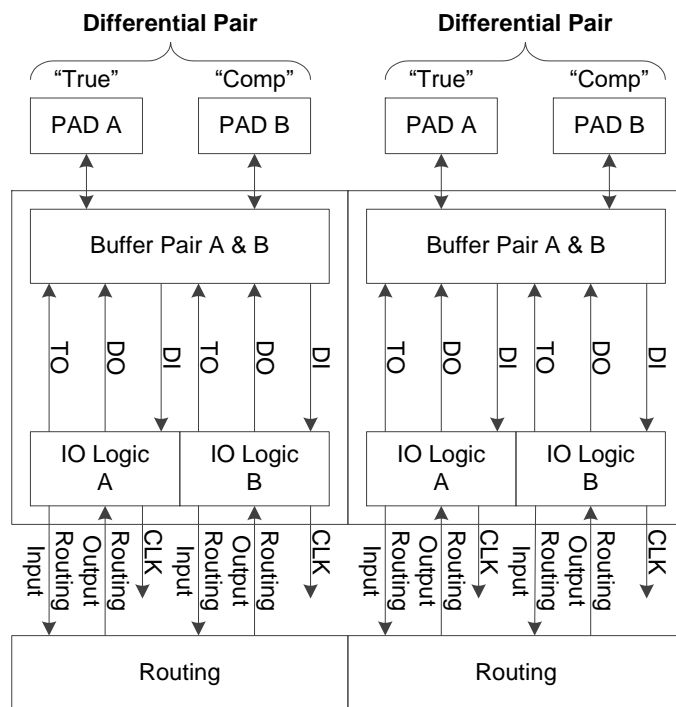 Differential Pair Differential Pair
“True” “Comp” “True” “Comp”
PAD A PAD B PAD A PAD B
Buffer Pair A & B Buffer Pair A & B
TO DO DI TO DO DI TO DO DI TO DO DI
IO Logic IO Logic IO Logic IO Logic
A B A B
Routing Input
Routing Output
CLK
Routing Input
Routing Output
CLK
Routing Input
Routing Output
CLK
Routing Input
Routing Output
CLK
Routing Routing